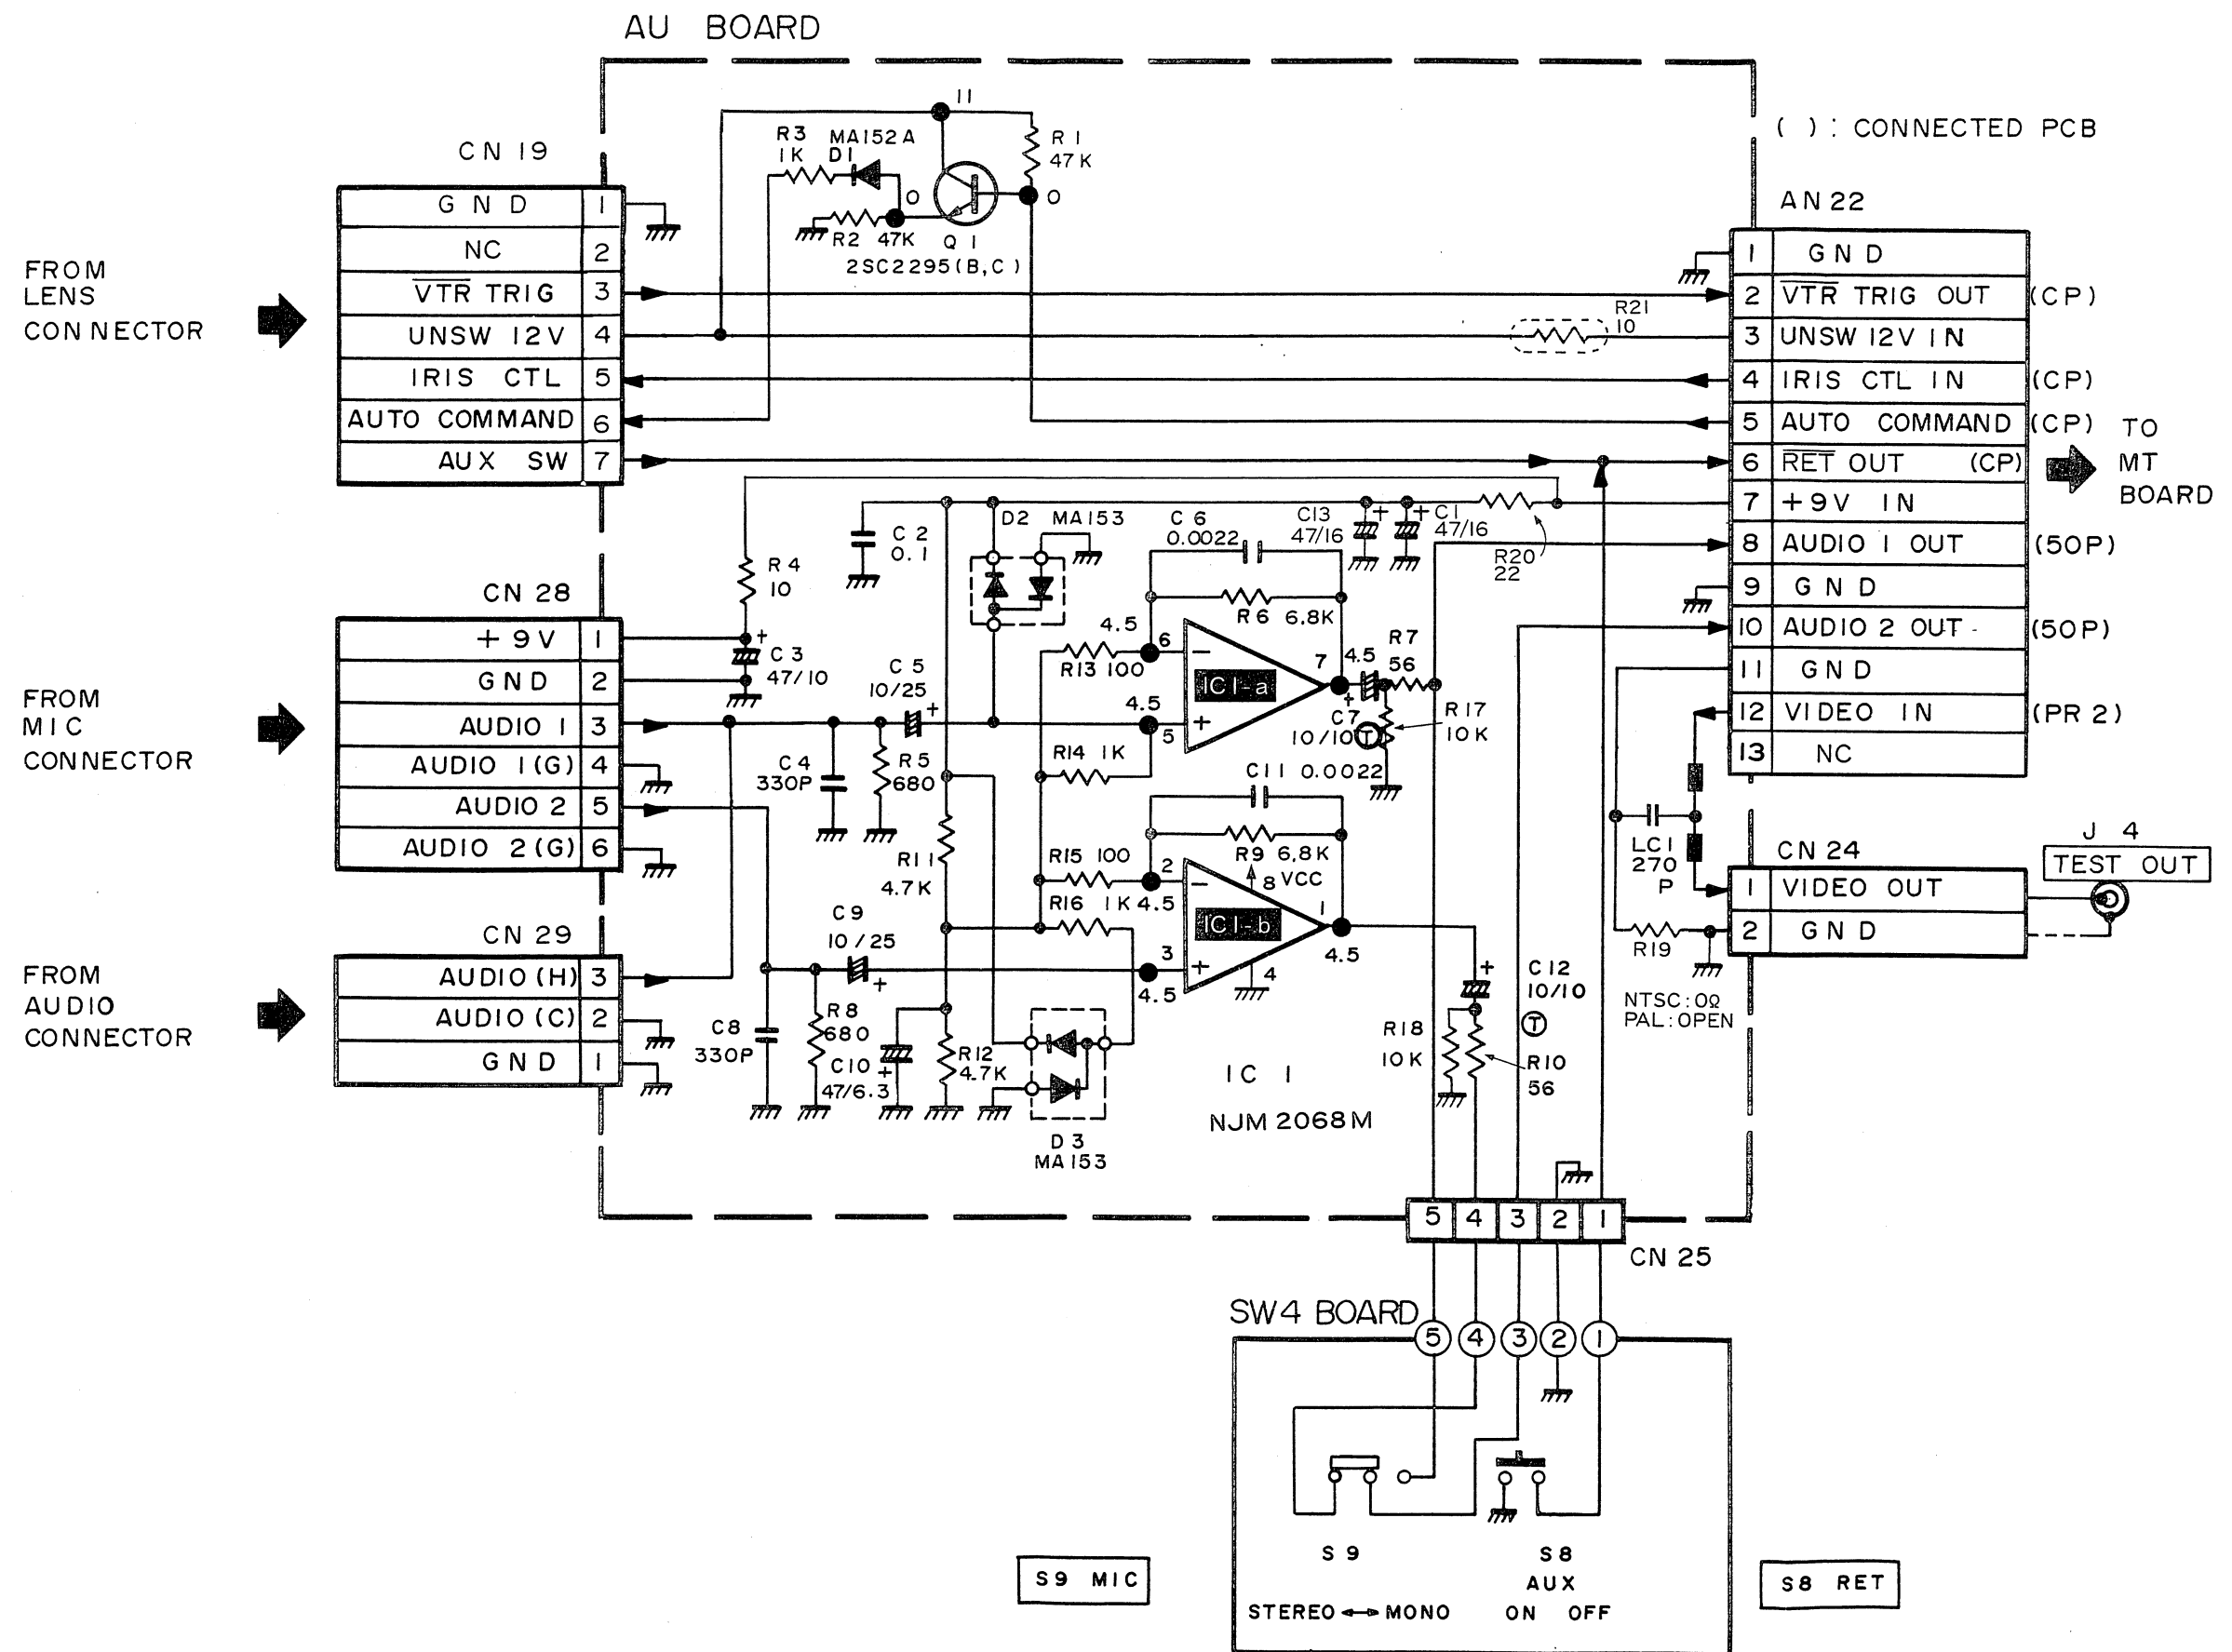 AU BOARD
( ) : CONNECTED PCB
CN 19
GND 1
NC 2
VTR TRIG 3
UNSW 12V 4
IRIS CTL 5
AUTO COMMAND 6
AUX SW 7
FROM
LENS
CONNECTOR
R3
1K
MA152A
D1
11
R1
47K
0
0
R2 47K
Q1
2SC2295(B,C)
R21
10
AN22
1 GND
2 VTR TRIG OUT (CP)
3 UNSW 12V IN
4 IRIS CTL IN (CP)
5 AUTO COMMAND (CP)
6 RET OUT (CP)
7 +9V IN
8 AUDIO 1 OUT (50P)
9 GND
10 AUDIO 2 OUT (50P)
11 GND
12 VIDEO IN (PR2)
13 NC
TO
MT
BOARD
CN 28
+9V 1
GND 2
AUDIO 1 3
AUDIO 1(G) 4
AUDIO 2 5
AUDIO 2(G) 6
FROM
MIC
CONNECTOR
R4
10
C3
47/10
C2
0.1
D2 MA153
C6
0.0022
C13
47/16
C1
47/16
R20
22
R6 6.8K
4.5
6
R13 100
C5
10/25
4.5
5
IC1-a
7
4.5
R7
56
C7
10/10 T
R17
10K
R14 1K
C4
330P
R5
680
C11 0.0022
R11
4.7K
R15 100
2
R9 6.8K
8 VCC
R16 1K 4.5
IC1-b
1
4.5
4
3
4.5
C9
10/25
CN 29
AUDIO (H) 3
AUDIO (C) 2
GND 1
FROM
AUDIO
CONNECTOR
C8
330P
R8
680
C10
47/6.3
R12
4.7K
D3
MA153
IC 1
NJM2068M
C12
10/10
T
R18
10K
R10
56
LC1
270
P
CN 24
1 VIDEO OUT
2 GND
J 4
TEST OUT
R19
NTSC:0Ω
PAL:OPEN
5 4 3 2 1
CN 25
SW4 BOARD
5 4 3 2 1
S9
STEREO ↔ MONO
S8
AUX
ON OFF
S9 MIC
S8 RET